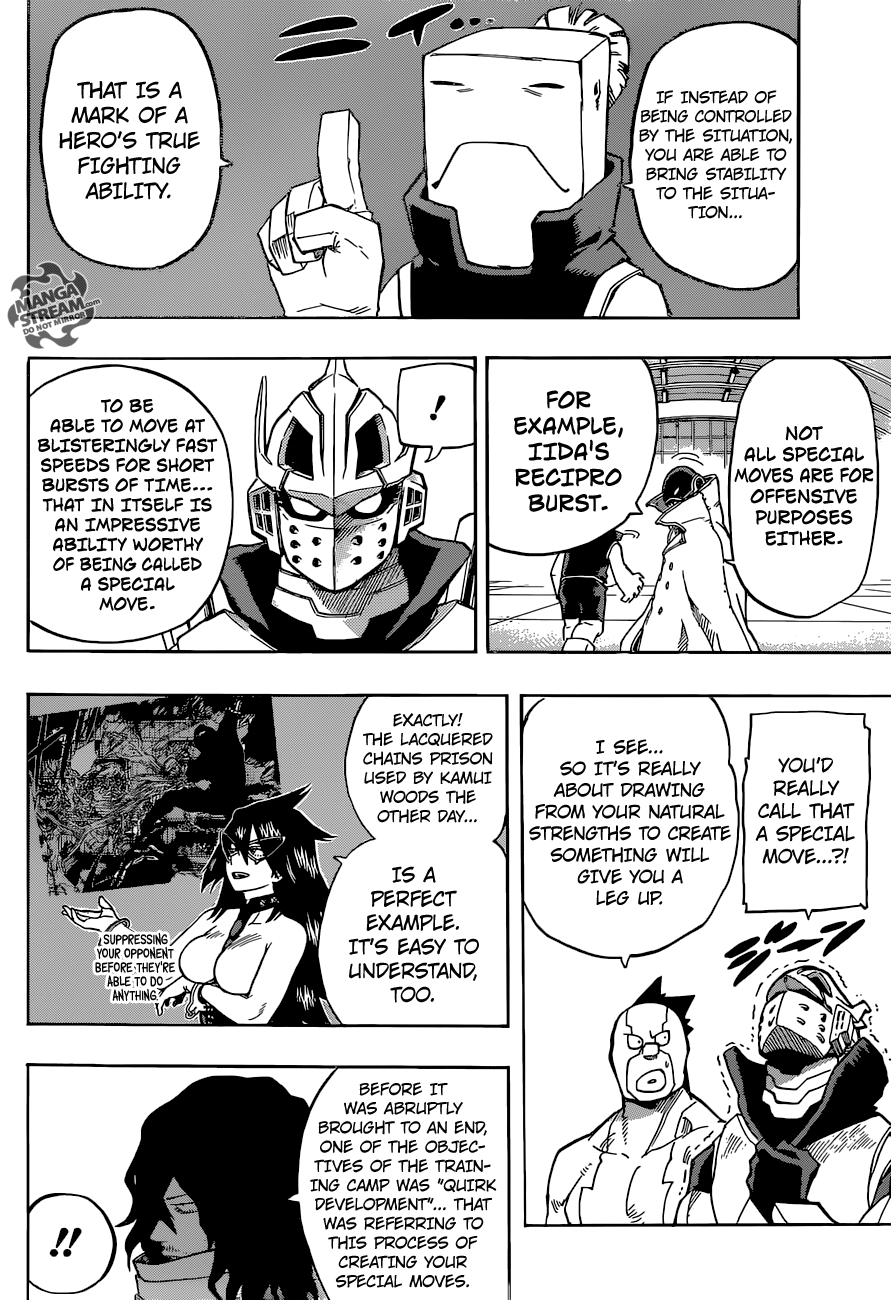 IF INSTEAD OF
BEING CONTROLLED
BY THE SITUATION,
YOU ARE ABLE TO
BRING STABILITY
TO THE SITUA-
TION...
THAT IS A
MARK OF A
HERO'S TRUE
FIGHTING
ABILITY.
ニイ…
MANGA
STREAM.com
DO NOT MIRROR
NOT
ALL SPECIAL
MOVES ARE FOR
OFFENSIVE
PURPOSES
EITHER.
FOR
EXAMPLE,
IIDA'S
RECIPRO
BURST.
!
TO BE
ABLE TO MOVE AT
BLISTERINGLY FAST
SPEEDS FOR SHORT
BURSTS OF TIME...
THAT IN ITSELF IS
AN IMPRESSIVE
ABILITY WORTHY
OF BEING CALLED
A SPECIAL
MOVE.
YOU'D
REALLY
CALL THAT
A SPECIAL
MOVE...?!
I SEE...
SO IT'S REALLY
ABOUT DRAWING
FROM YOUR NATURAL
STRENGTHS TO CREATE
SOMETHING WILL
GIVE YOU A
LEG UP.
ジーン
EXACTLY!
THE LACQUERED
CHAINS PRISON
USED BY KAMUI
WOODS THE
OTHER DAY...
IS A
PERFECT
EXAMPLE.
IT'S EASY TO
UNDERSTAND,
TOO.
SUPPRESSING
YOUR OPPONENT
BEFORE THEY'RE
ABLE TO DO
ANYTHING.
BEFORE IT
WAS ABRUPTLY
BROUGHT TO AN END,
ONE OF THE OBJEC-
TIVES OF THE TRAIN-
ING CAMP WAS "QUIRK
DEVELOPMENT"... THAT
WAS REFERRING TO
THIS PROCESS OF
CREATING YOUR
SPECIAL MOVES.
!!